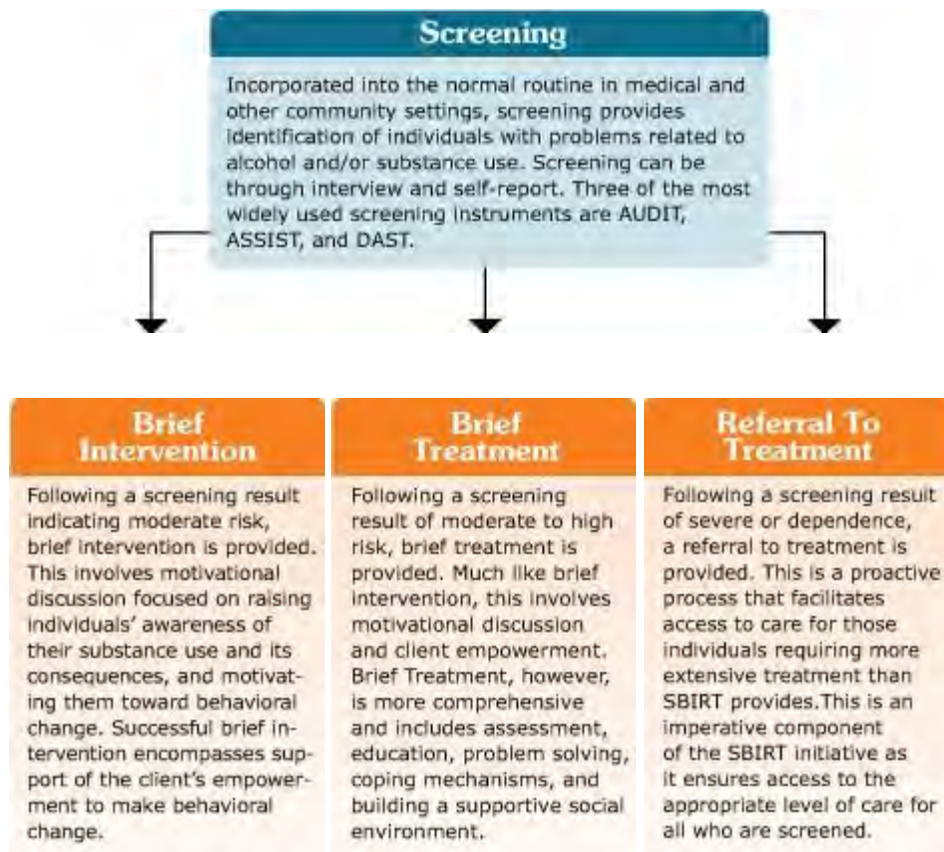 Screening
Incorporated into the normal routine in medical and
other community settings, screening provides
identification of individuals with problems related to
alcohol and/or substance use. Screening can be
through interview and self-report. Three of the most
widely used screening instruments are AUDIT,
ASSIST, and DAST.
Brief
Intervention
Following a screening result
indicating moderate risk,
brief intervention is provided.
This involves motivational
discussion focused on raising
individuals' awareness of
their substance use and its
consequences, and motivat-
ing them toward behavioral
change. Successful brief in-
tervention encompasses sup-
port of the client's empower-
ment to make behavioral
change.
Brief
Treatment
Following a screening
result of moderate to high
risk, brief treatment is
provided. Much like brief
intervention, this involves
motivational discussion
and client empowerment.
Brief Treatment, however,
is more comprehensive
and includes assessment,
education, problem solving,
coping mechanisms, and
building a supportive social
environment.
Referral To
Treatment
Following a screening result
of severe or dependence,
a referral to treatment is
provided. This is a proactive
process that facilitates
access to care for those
individuals requiring more
extensive treatment than
SBIRT provides.This is an
imperative component
of the SBIRT initiative as
it ensures access to the
appropriate level of care for
all who are screened.